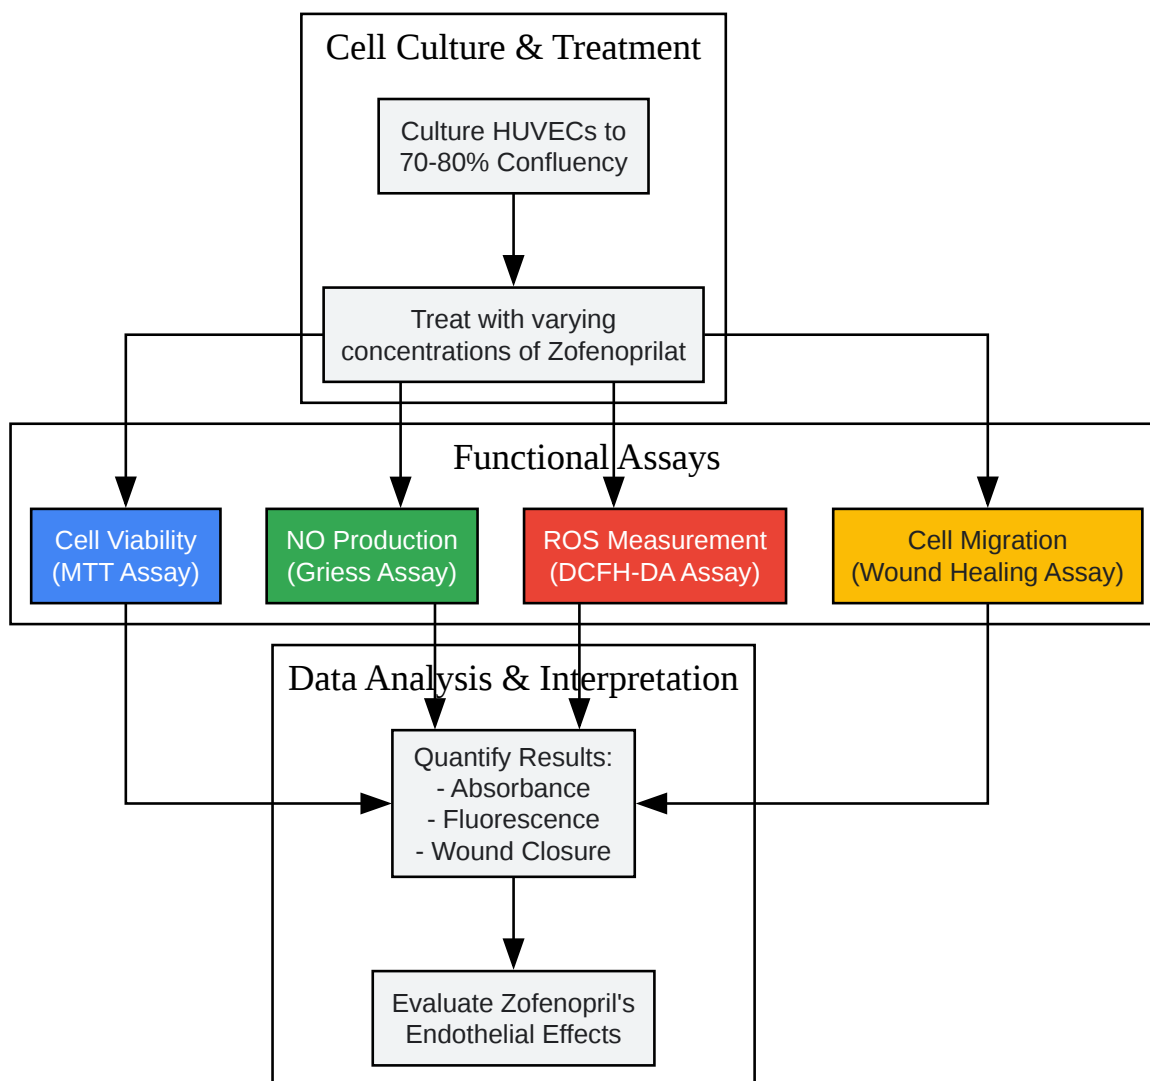 Cell Culture & Treatment
Culture HUVECs to
70-80% Confluency
Treat with varying
concentrations of Zofenoprilat
Functional Assays
Cell Viability
(MTT Assay)
NO Production
(Griess Assay)
ROS Measurement
(DCFH-DA Assay)
Cell Migration
(Wound Healing Assay)
Data Analysis & Interpretation
Quantify Results:
- Absorbance
- Fluorescence
- Wound Closure
Evaluate Zofenopril's
Endothelial Effects